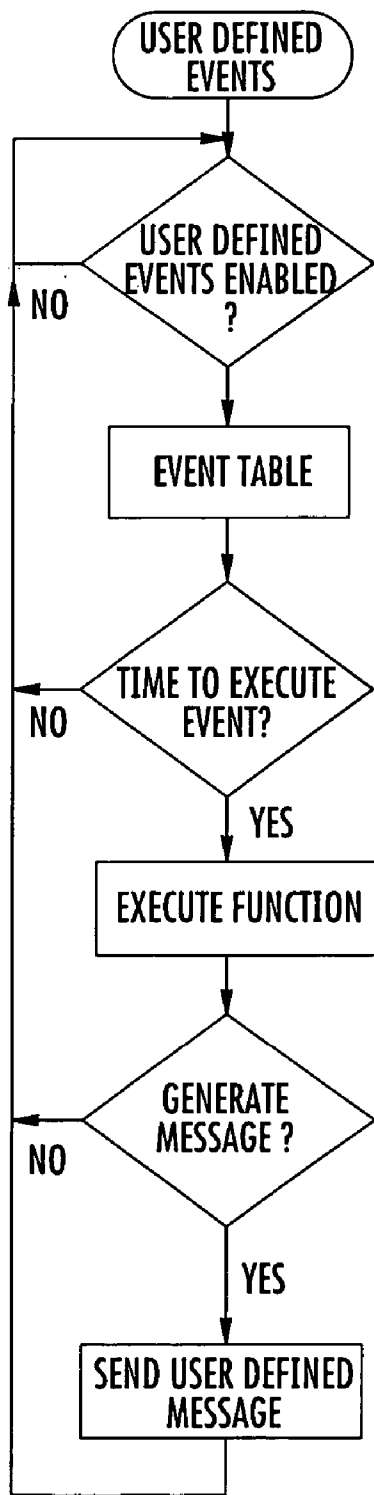 USER DEFINED
EVENTS
USER DEFINED
EVENTS ENABLED
?
NO
EVENT TABLE
TIME TO EXECUTE
EVENT?
NO
YES
EXECUTE FUNCTION
GENERATE
MESSAGE ?
NO
YES
SEND USER DEFINED
MESSAGE